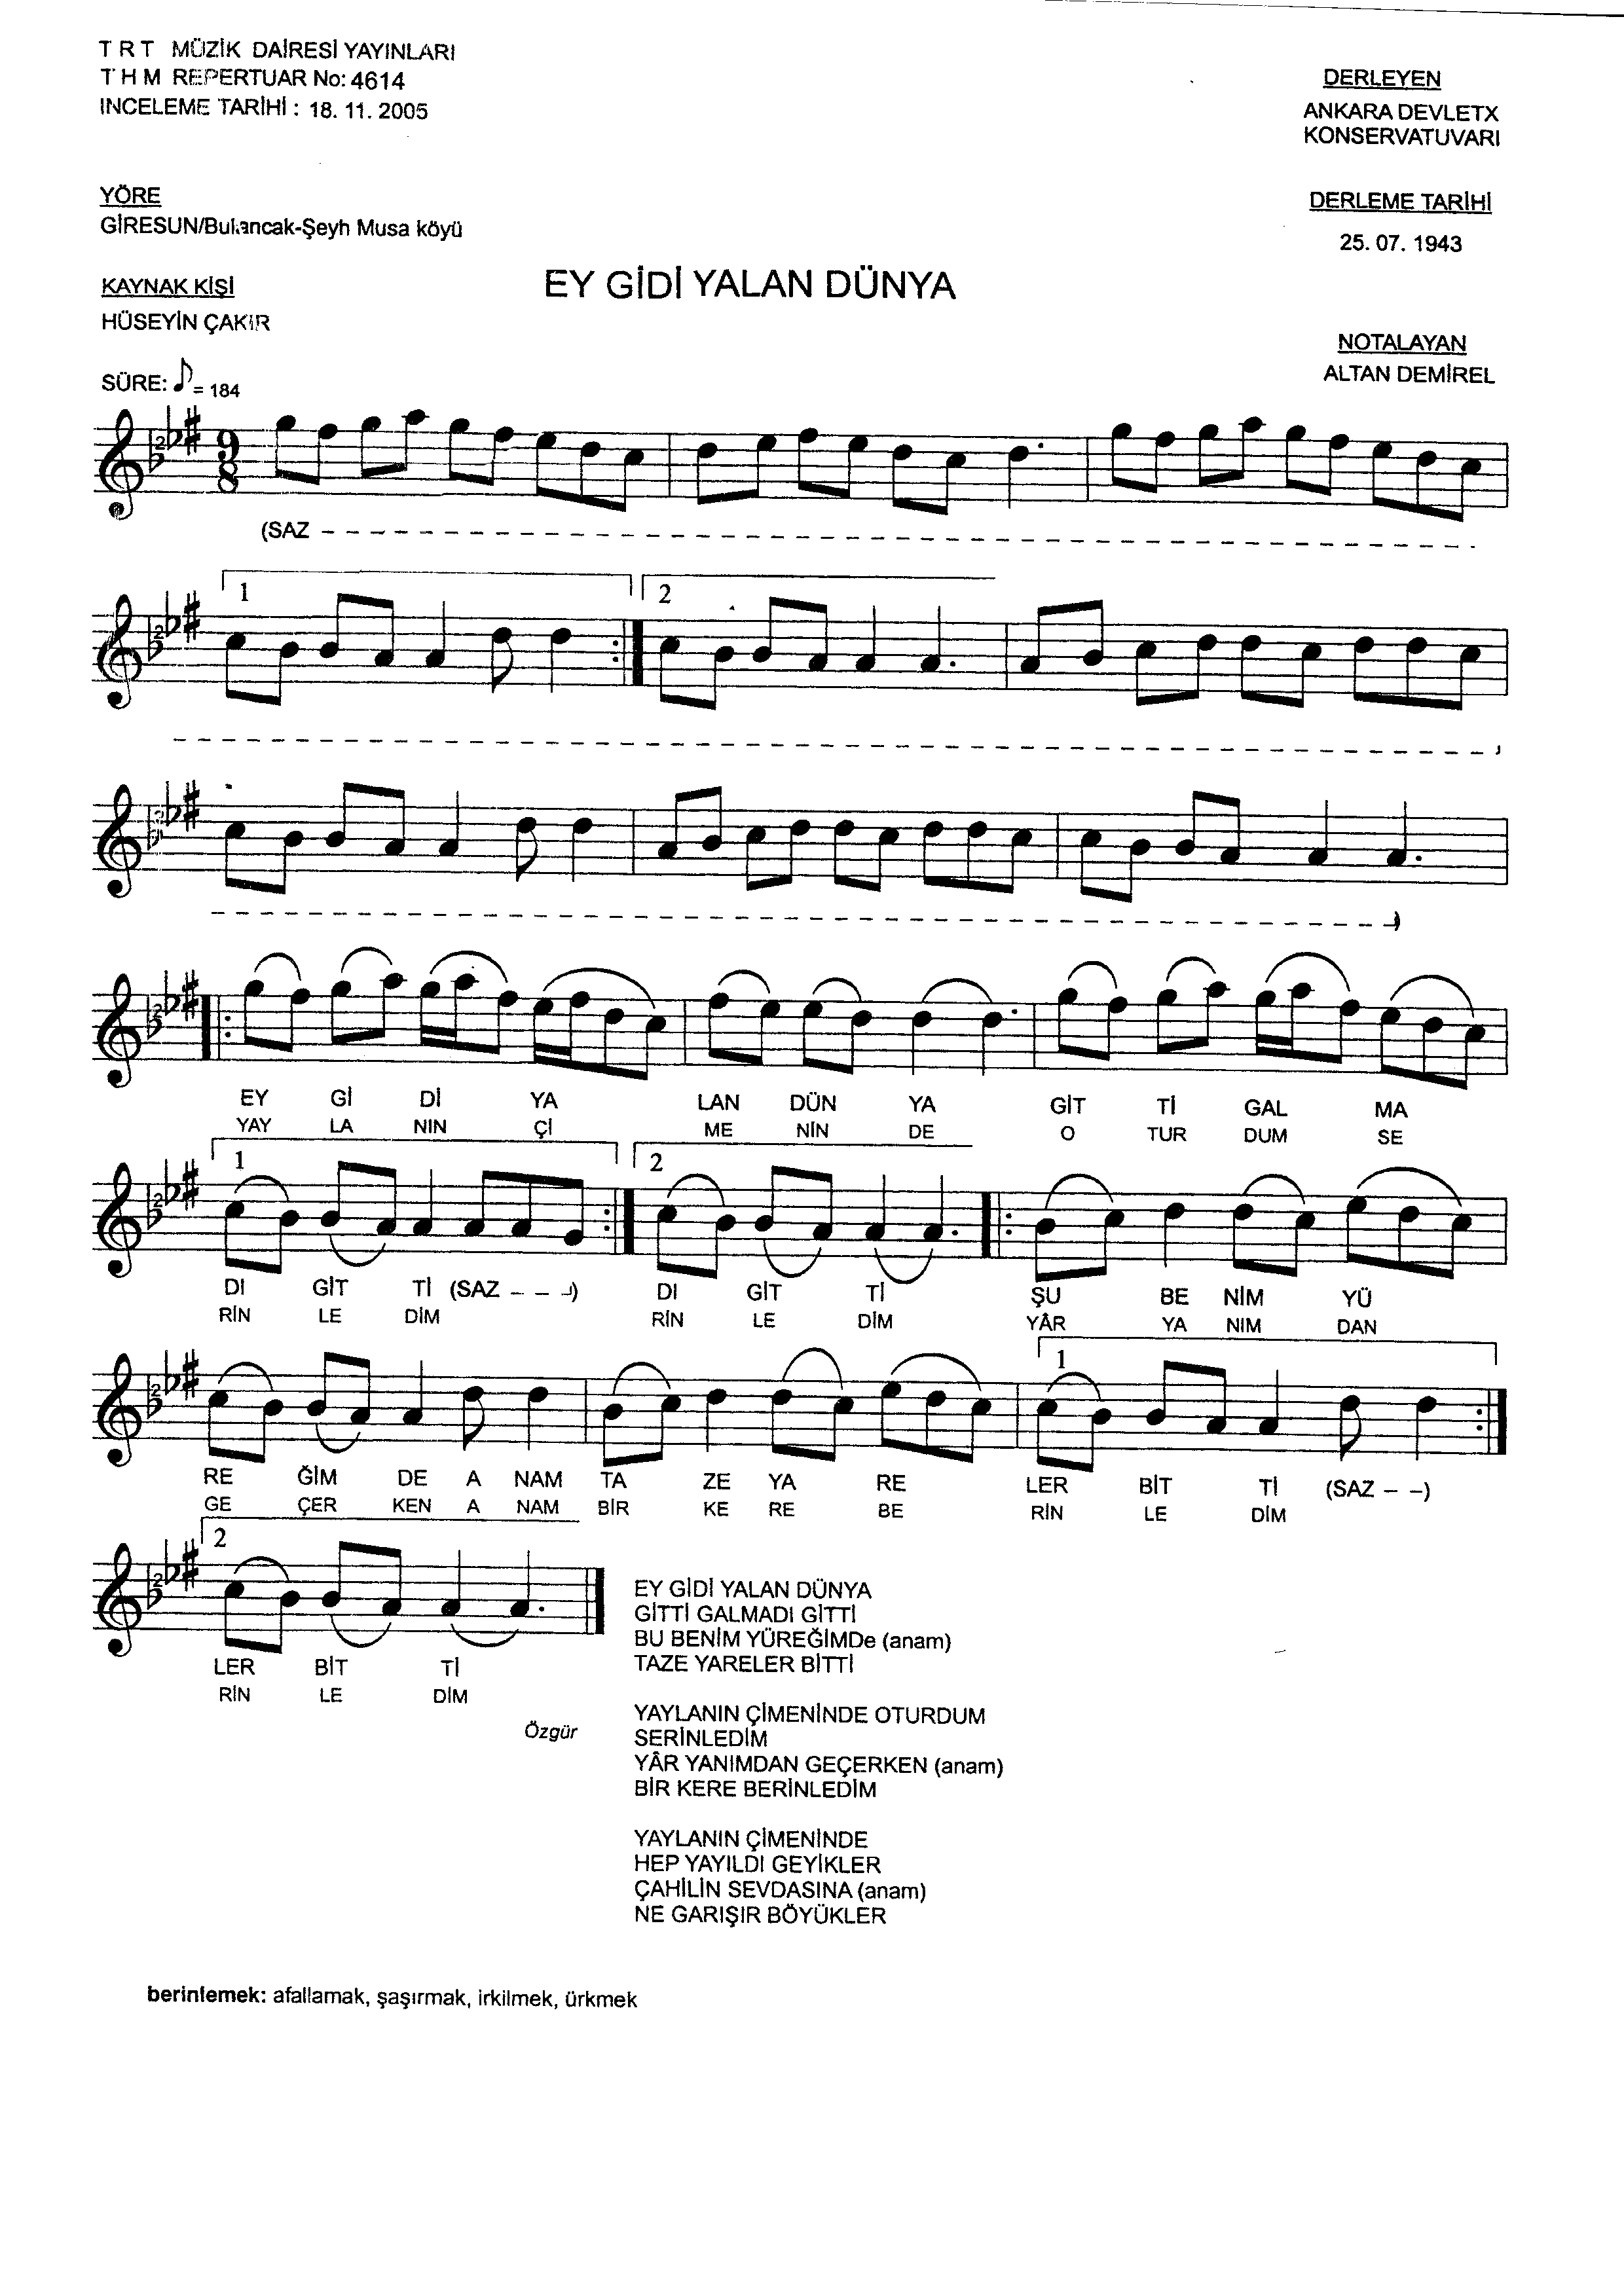 T R T MÜZİK DAİRESİ YAYINLARI
T H M REPERTUAR No: 4614
INCELEME TARİHİ : 18. 11. 2005
DERLEYEN
ANKARA DEVLETX
KONSERVATUVARI
YÖRE
GİRESUN/Bulancak-Şeyh Musa köyü
DERLEME TARİHİ
25. 07. 1943
KAYNAK KİŞİ
HÜSEYİN ÇAKIR
EY GİDİ YALAN DÜNYA
NOTALAYAN
ALTAN DEMİREL
SÜRE: ♪= 184
9
8
(SAZ
1 2
EY Gİ Dİ YA LAN DÜN YA GİT Tİ GAL MA
YAY LA NIN Çİ ME NİN DE O TUR DUM SE
1 2
DI GİT Tİ (SAZ – – –) DI GİT Tİ ŞU BE NİM YÜ
RİN LE DİM RİN LE DİM YÂR YA NIM DAN
1
RE ĞİM DE A NAM TA ZE YA RE LER BİT Tİ (SAZ – –)
GE ÇER KEN A NAM BİR KE RE BE RİN LE DİM
2
LER BİT Tİ
RİN LE DİM
Özgür
EY GİDİ YALAN DÜNYA
GİTTİ GALMADI GİTTİ
BU BENİM YÜREĞİMDe (anam)
TAZE YARELER BİTTİ
YAYLANIN ÇİMENİNDE OTURDUM
SERİNLEDİM
YÂR YANIMDAN GEÇERKEN (anam)
BİR KERE BERİNLEDİM
YAYLANIN ÇİMENİNDE
HEP YAYILDI GEYİKLER
ÇAHİLİN SEVDASINA (anam)
NE GARIŞIR BÖYÜKLER
berinlemek: afallamak, şaşırmak, irkilmek, ürkmek